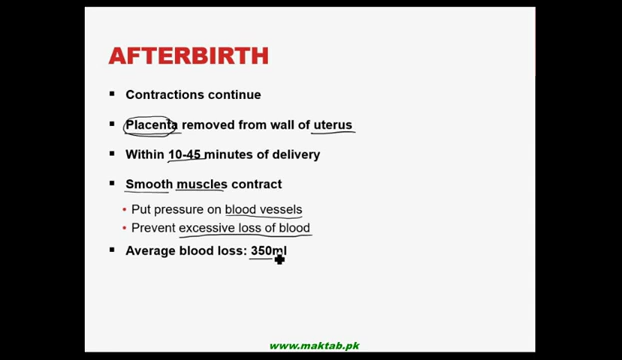 AFTERBIRTH
▪ Contractions continue
▪ Placenta removed from wall of uterus
▪ Within 10-45 minutes of delivery
▪ Smooth muscles contract
• Put pressure on blood vessels
• Prevent excessive loss of blood
▪ Average blood loss: 350ml
www.maktab.pk